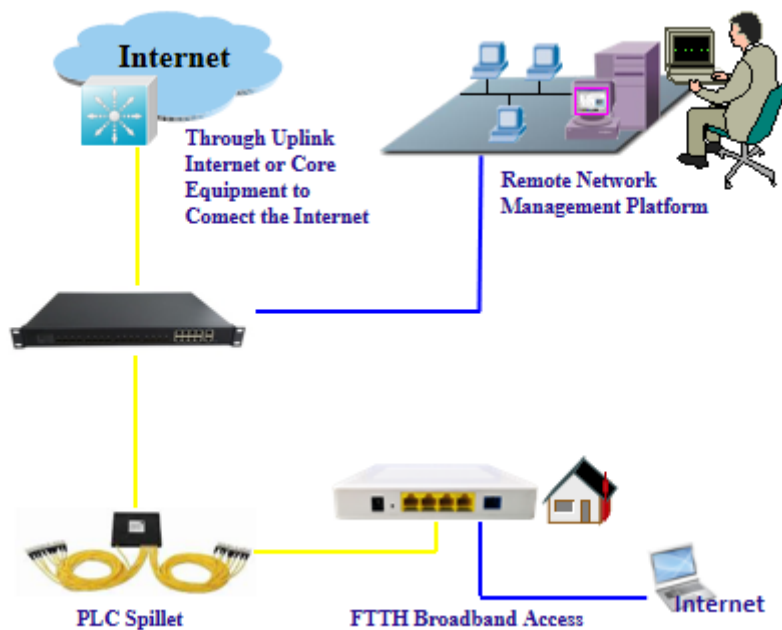 Internet
Through Uplink
Internet or Core
Equipment to
Comect the Internet
Remote Network
Management Platform
PLC Spillet
FTTH Broadband Access
Internet